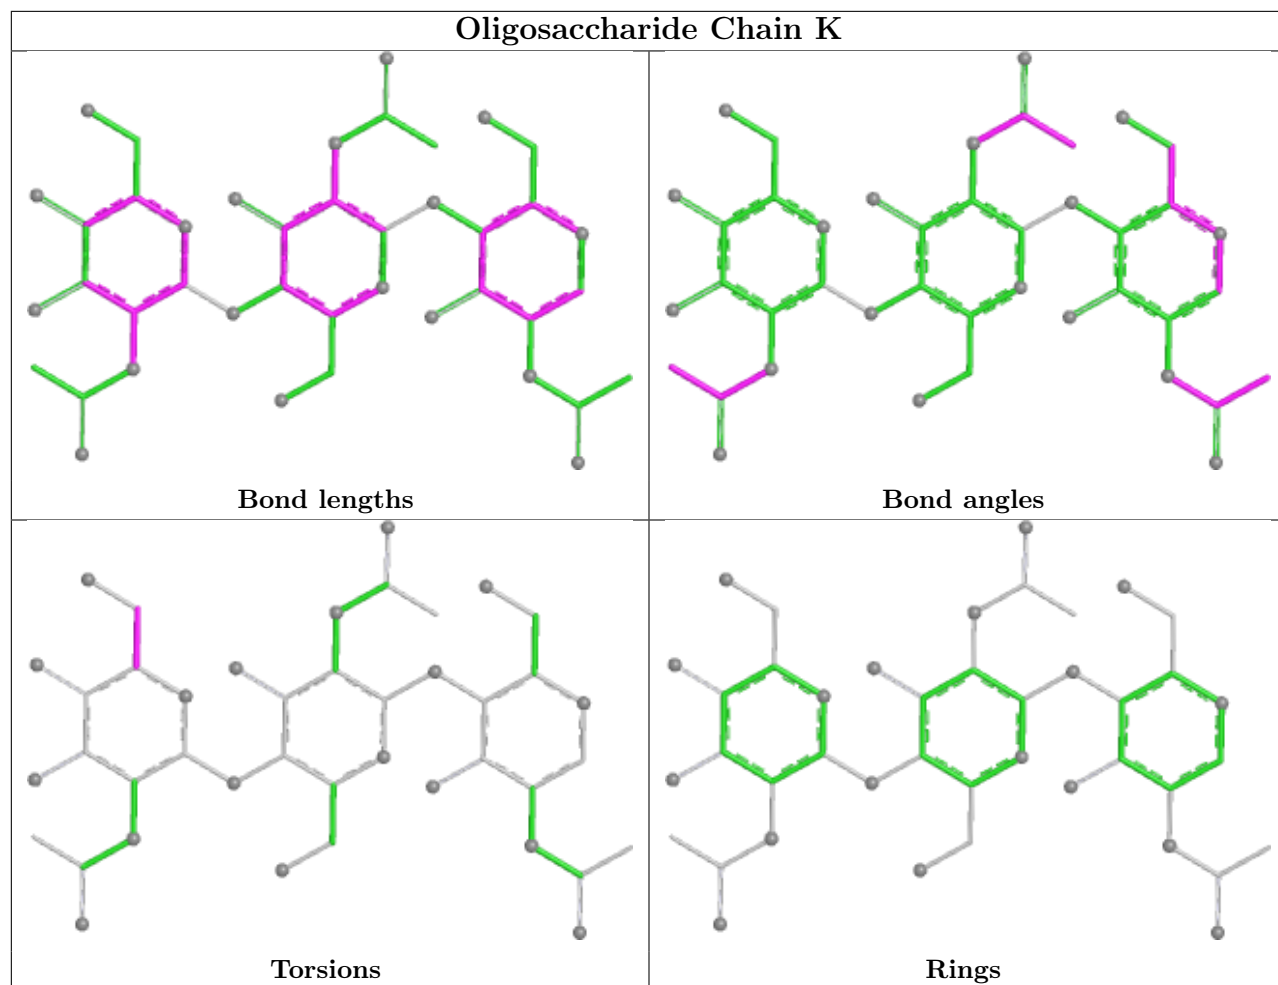 Oligosaccharide Chain K
Bond lengths
Bond angles
Torsions
Rings